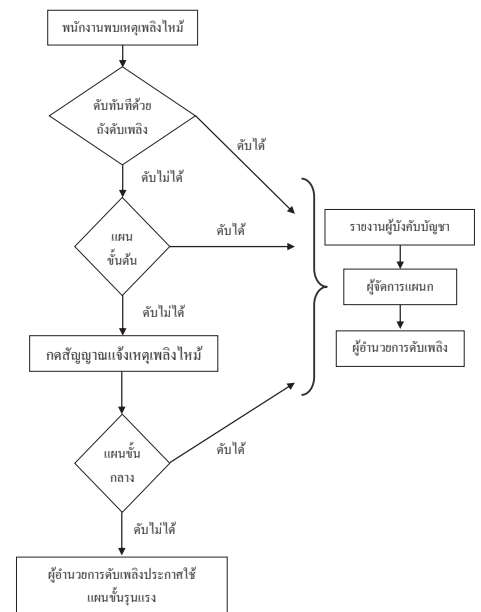 พนักงานพบเหตุเพลิงไหม้
ดับทันทีด้วย
ถังดับเพลิง
ดับได้
ดับไม่ได้
แผน
ขั้นต้น
ดับได้
ดับไม่ได้
กดสัญญาณแจ้งเหตุเพลิงไหม้
แผนขั้น
กลาง
ดับได้
ดับไม่ได้
ผู้อำนวยการดับเพลิงประกาศใช้
แผนขั้นรุนแรง
รายงานผู้บังคับบัญชา
ผู้จัดการแผนก
ผู้อำนวยการดับเพลิง